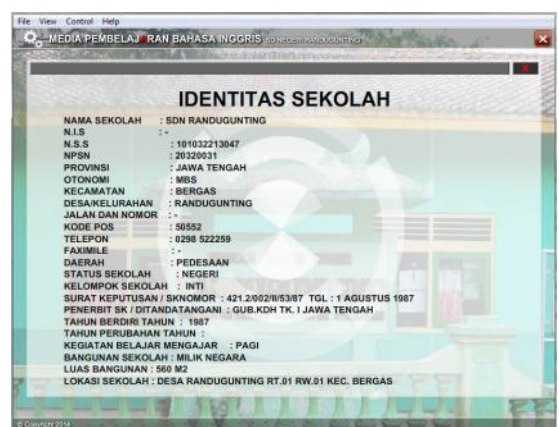 File View Control Help
MEDIA PEMBELAJARAN BAHASA INGGRIS SD NEGERI RANDUGUNTING
IDENTITAS SEKOLAH
NAMA SEKOLAH : SDN RANDUGUNTING
N.I.S : -
N.S.S : 101032213047
NPSN : 20320031
PROVINSI : JAWA TENGAH
OTONOMI : MBS
KECAMATAN : BERGAS
DESA/KELURAHAN : RANDUGUNTING
JALAN DAN NOMOR : -
KODE POS : 50552
TELEPON : 0298 522259
FAXIMILE : -
DAERAH : PEDESAAN
STATUS SEKOLAH : NEGERI
KELOMPOK SEKOLAH : INTI
SURAT KEPUTUSAN / SKNOMOR : 421.2/002/II/53/87 TGL : 1 AGUSTUS 1987
PENERBIT SK / DITANDATANGANI : GUB.KDH TK. I JAWA TENGAH
TAHUN BERDIRI TAHUN : 1987
TAHUN PERUBAHAN TAHUN :
KEGIATAN BELAJAR MENGAJAR : PAGI
BANGUNAN SEKOLAH : MILIK NEGARA
LUAS BANGUNAN : 560 M2
LOKASI SEKOLAH : DESA RANDUGUNTING RT.01 RW.01 KEC. BERGAS
© Copyright 2014